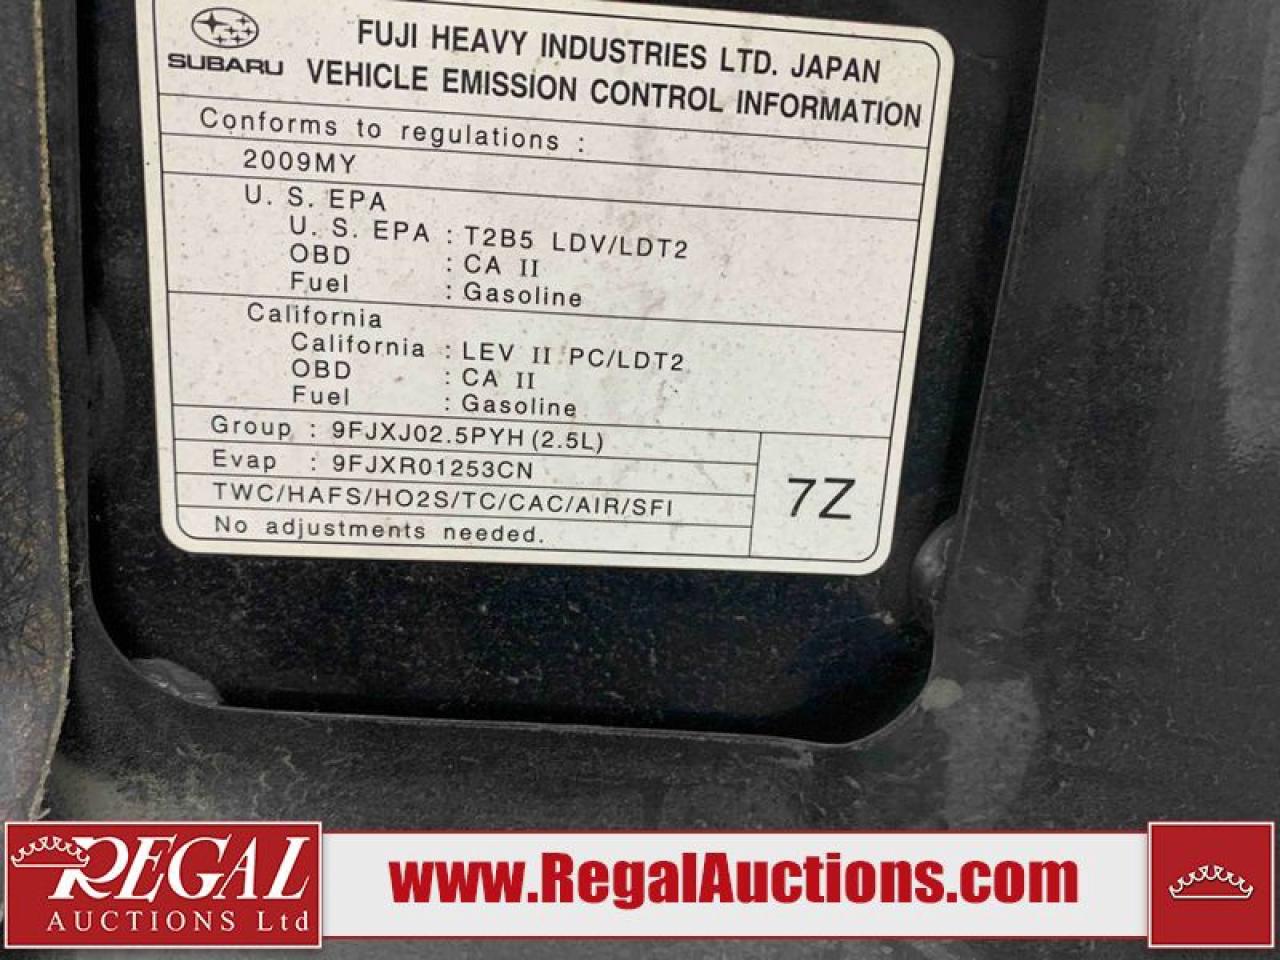 SUBARU
FUJI HEAVY INDUSTRIES LTD. JAPAN
VEHICLE EMISSION CONTROL INFORMATION
Conforms to regulations :
2009MY
U. S. EPA
U. S. EPA : T2B5 LDV/LDT2
OBD : CA II
Fuel : Gasoline
California
California : LEV II PC/LDT2
OBD : CA II
Fuel : Gasoline
Group : 9FJXJ02.5PYH (2.5L)
Evap : 9FJXR01253CN
TWC/HAFS/HO2S/TC/CAC/AIR/SFI
No adjustments needed.
7Z
REGAL
AUCTIONS Ltd
www.RegalAuctions.com